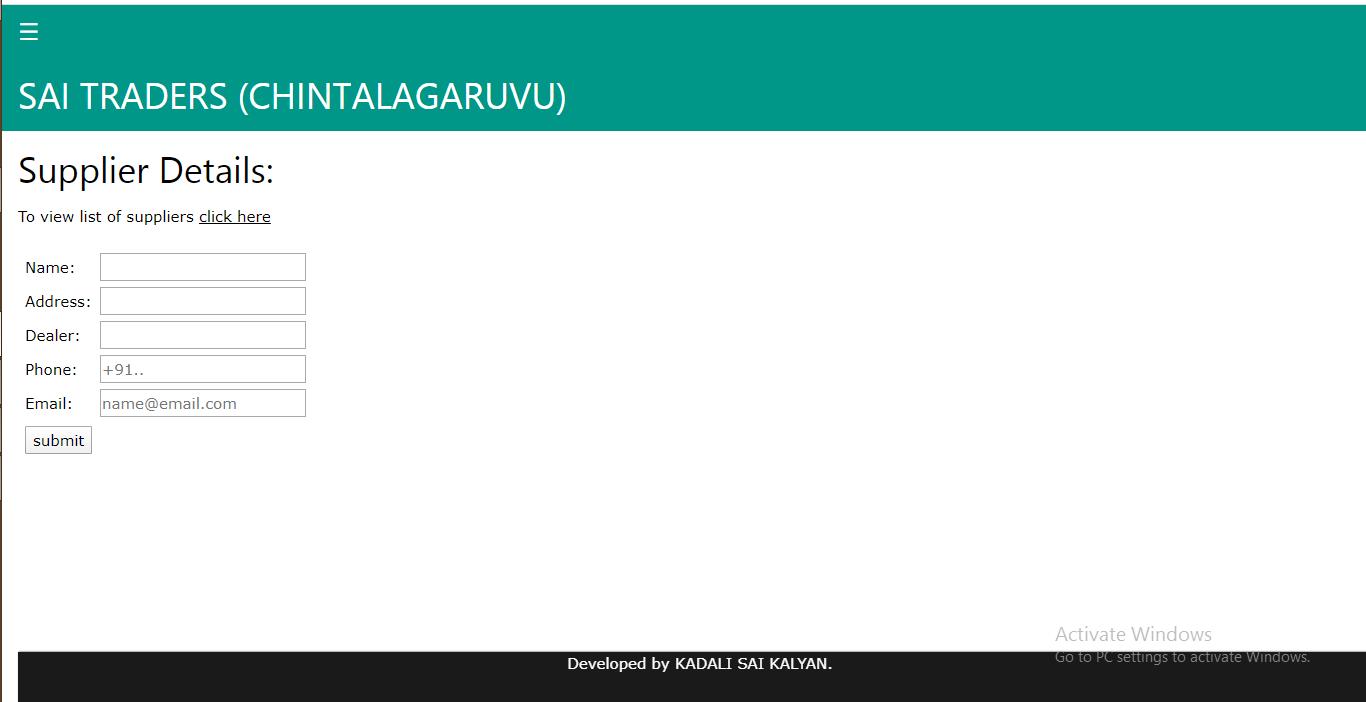 ☰
SAI TRADERS (CHINTALAGARUVU)
Supplier Details:
To view list of suppliers click here
Name:
Address:
Dealer:
Phone: +91..
Email: name@email.com
submit
Activate Windows
Go to PC settings to activate Windows.
Developed by KADALI SAI KALYAN.